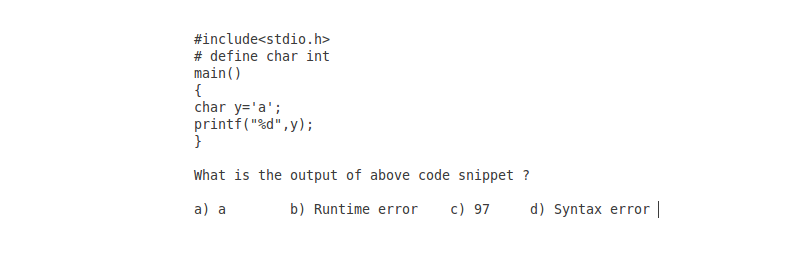 #include<stdio.h>
# define char int
main()
{
char y='a';
printf("%d",y);
}
What is the output of above code snippet ?
a) a        b) Runtime error    c) 97     d) Syntax error